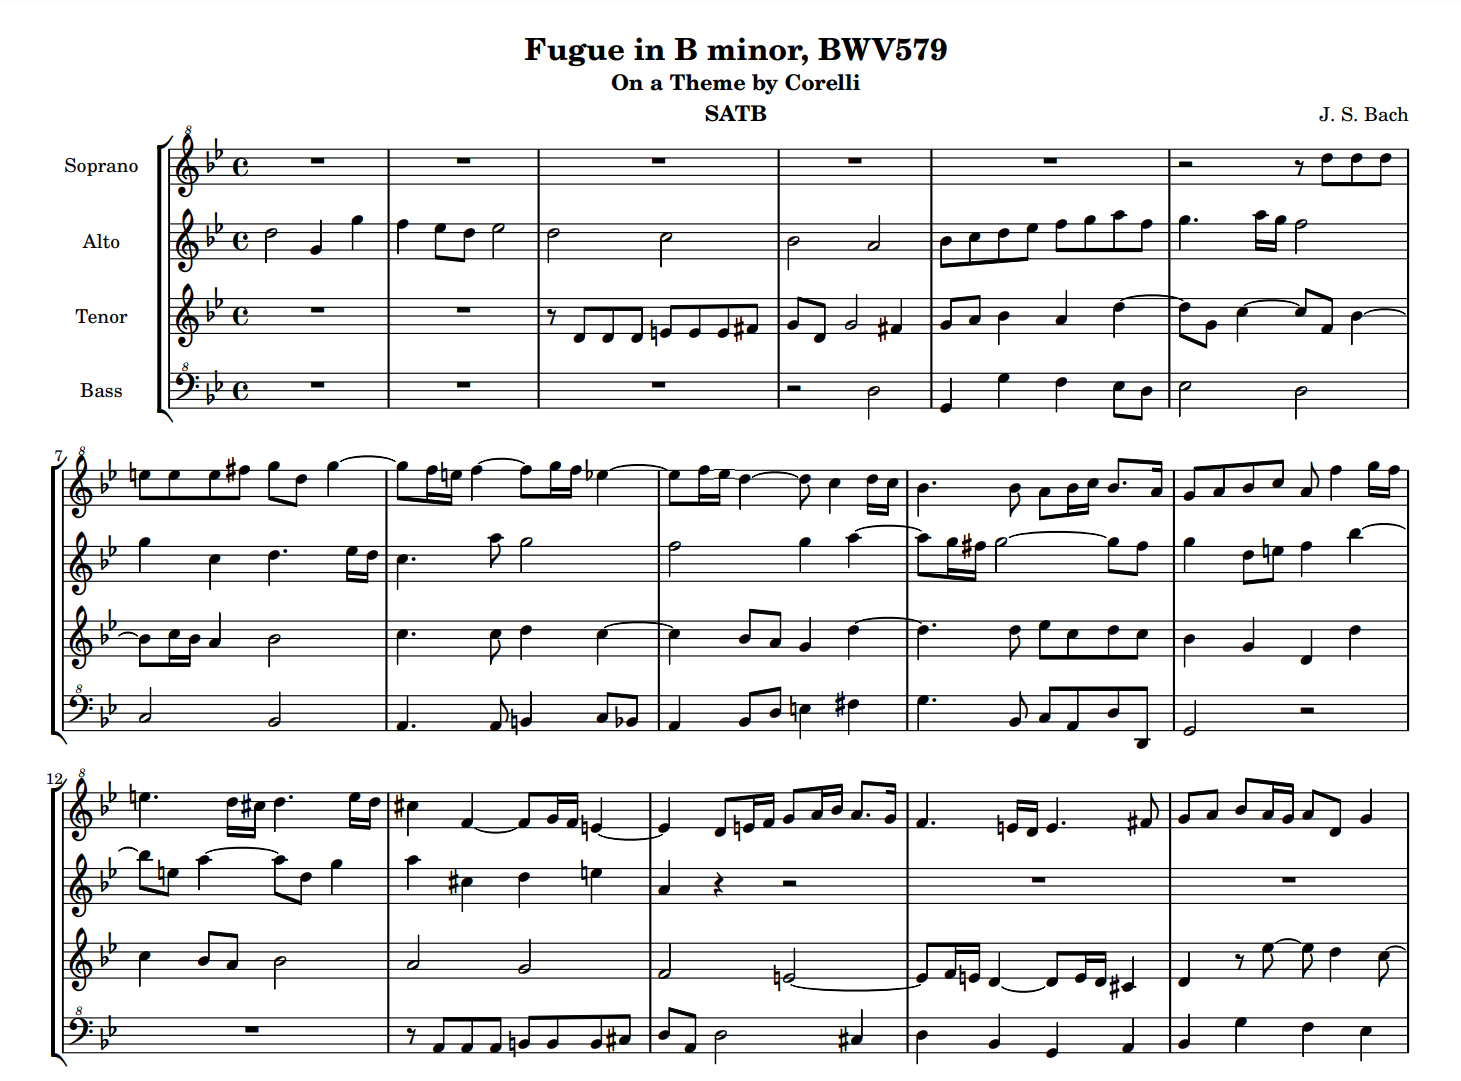 Fugue in B minor, BWV579
On a Theme by Corelli
SATB
J. S. Bach
8
Soprano
Alto
Tenor
8
Bass
7
8
8
12
8
8